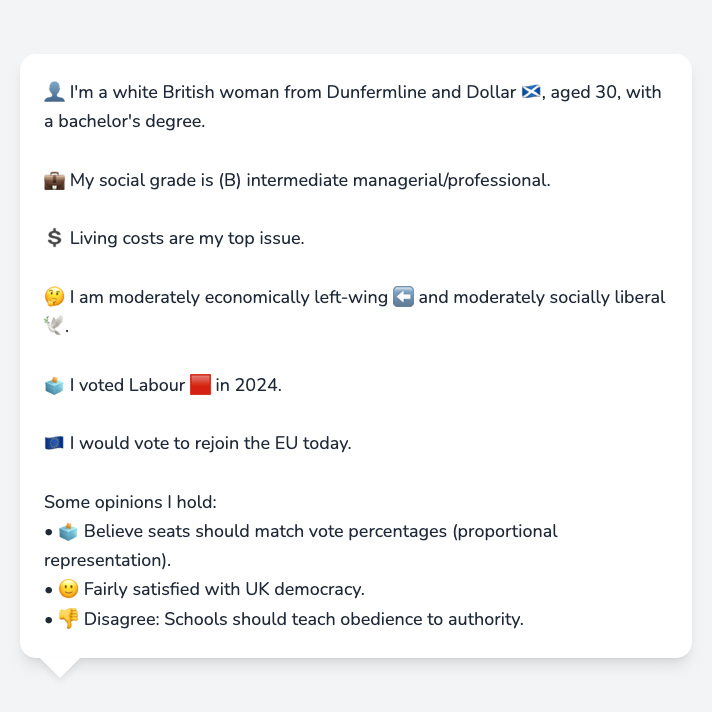 👤 I'm a white British woman from Dunfermline and Dollar 🏴󠁧󠁢󠁳󠁣󠁴󠁿, aged 30, with
a bachelor's degree.
💼 My social grade is (B) intermediate managerial/professional.
💲 Living costs are my top issue.
🤔 I am moderately economically left-wing ⬅️ and moderately socially liberal
🕊️.
🗳️ I voted Labour 🟥 in 2024.
🇪🇺 I would vote to rejoin the EU today.
Some opinions I hold:
• 🗳️ Believe seats should match vote percentages (proportional
representation).
• 🙂 Fairly satisfied with UK democracy.
• 👎 Disagree: Schools should teach obedience to authority.